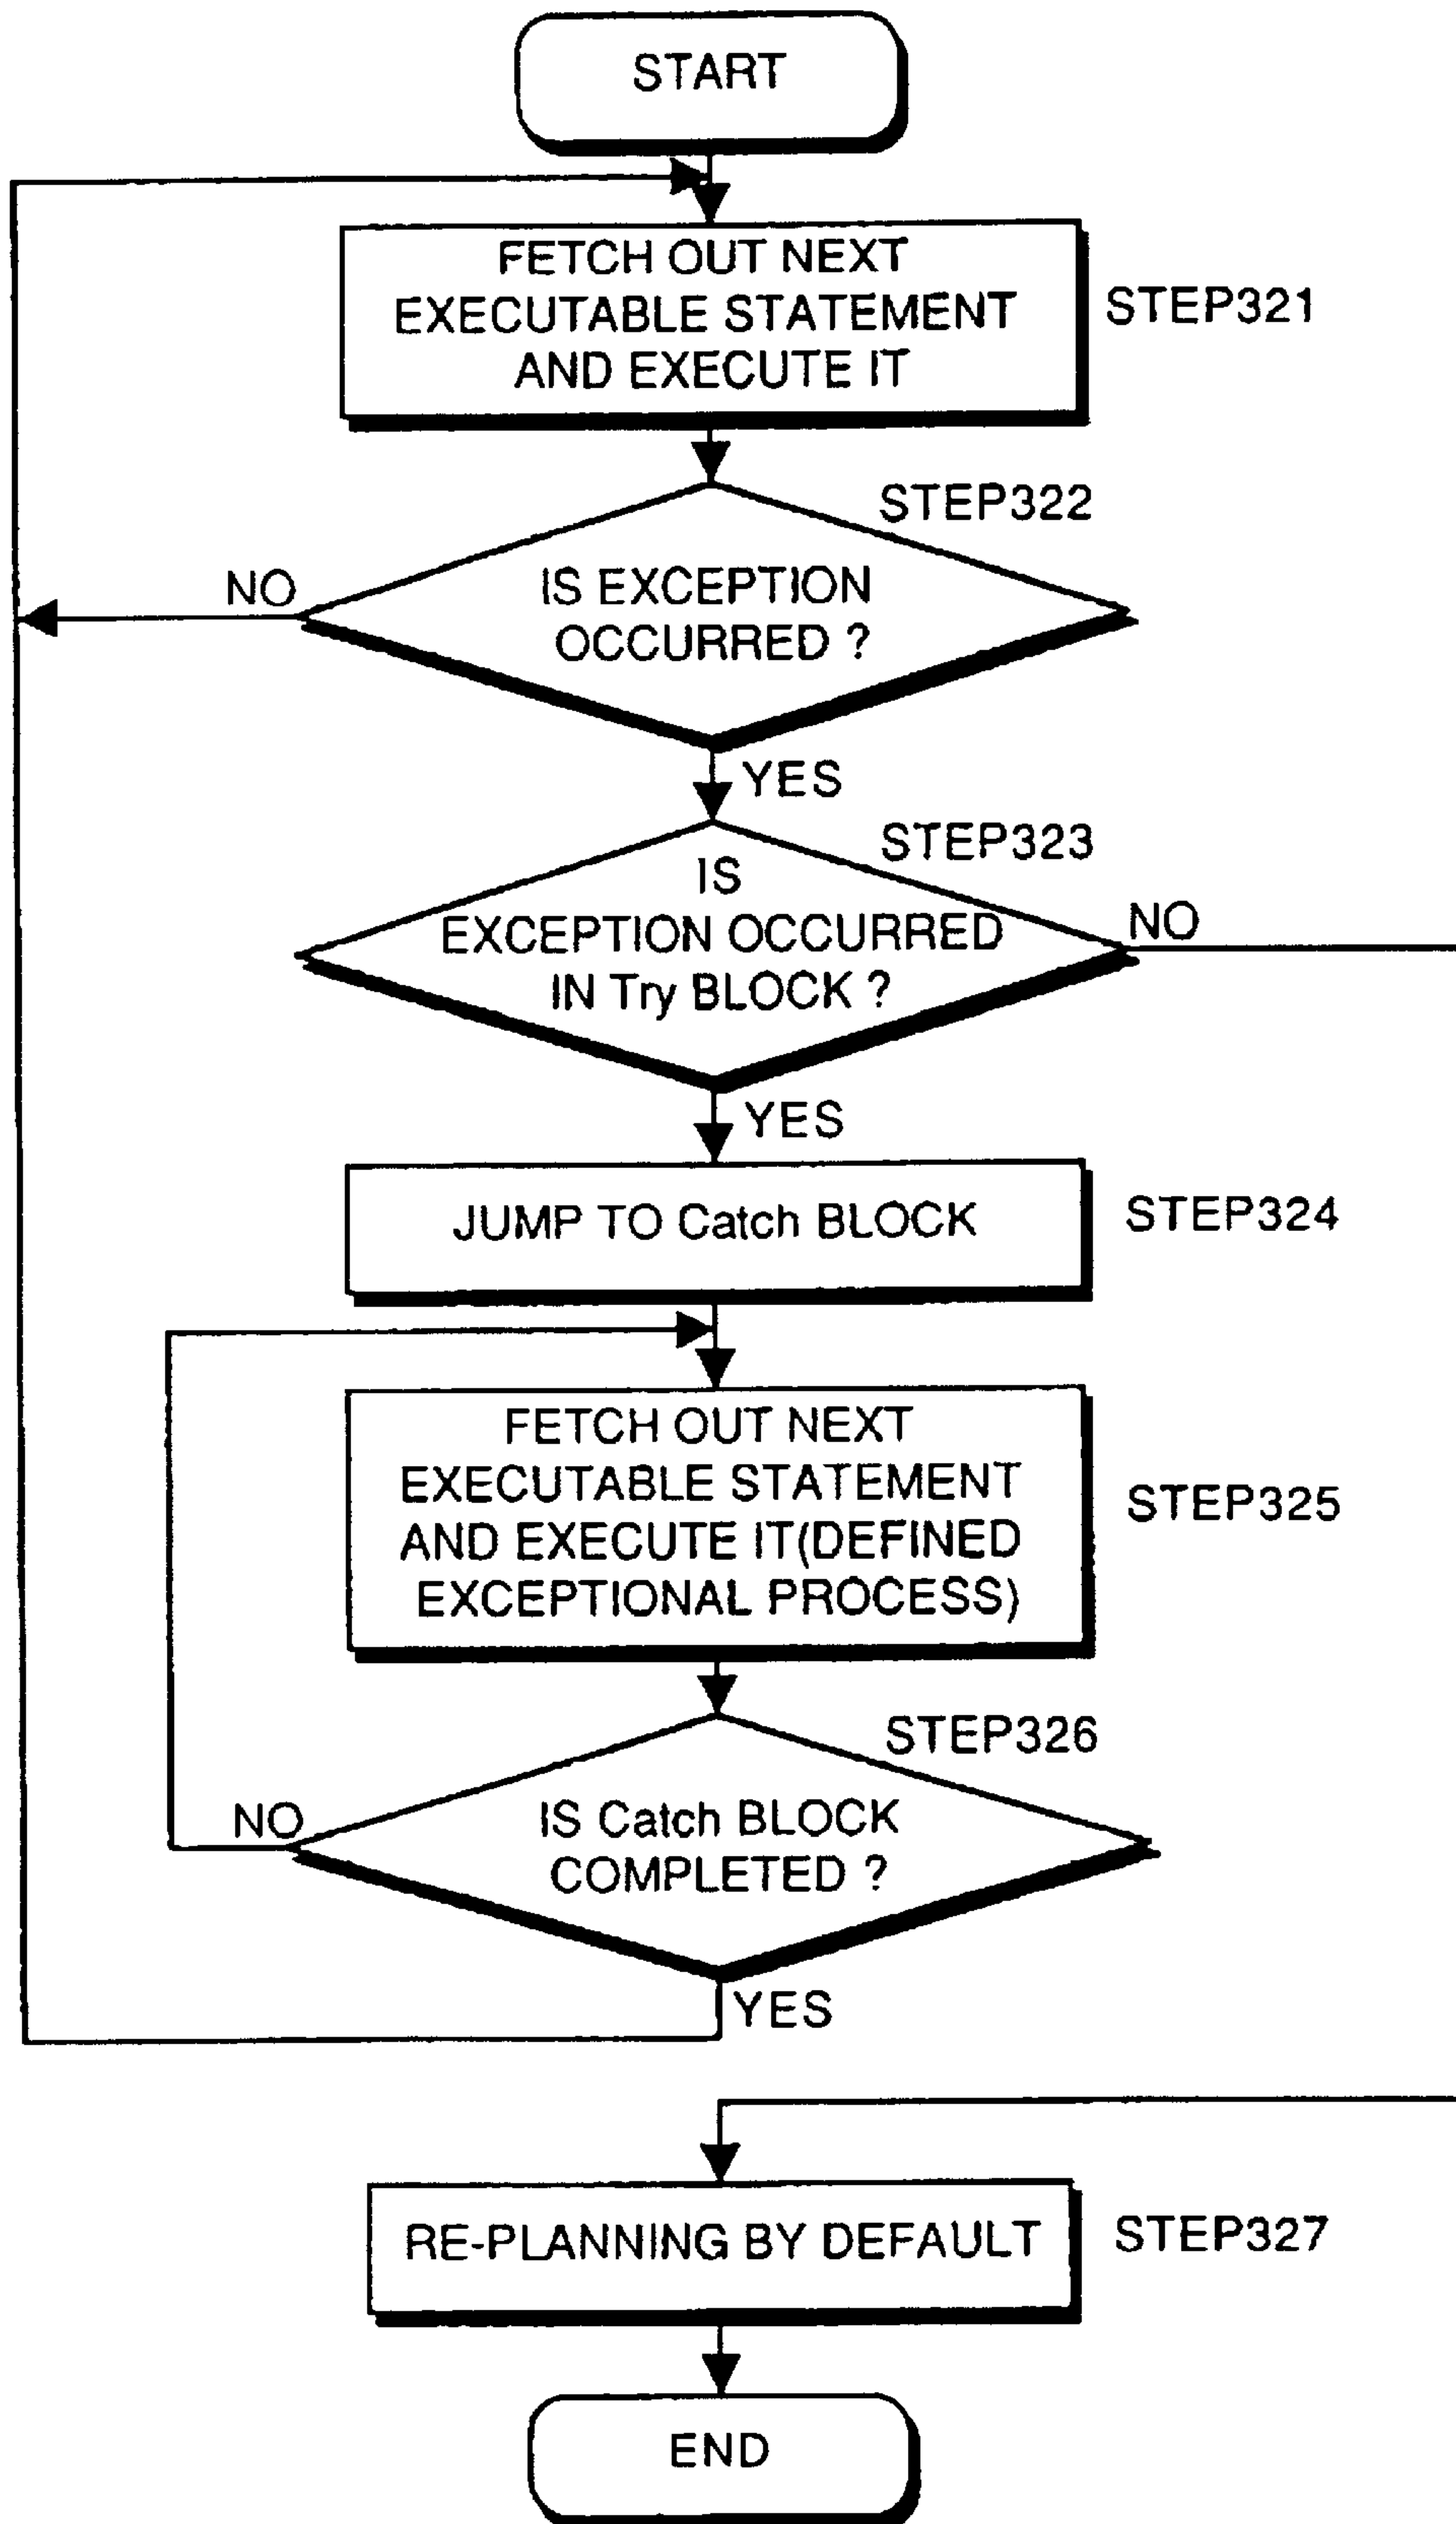 START
FETCH OUT NEXT
EXECUTABLE STATEMENT
AND EXECUTE IT
STEP321
STEP322
NO
IS EXCEPTION
OCCURRED ?
YES
STEP323
IS
EXCEPTION OCCURRED
IN Try BLOCK ?
NO
YES
JUMP TO Catch BLOCK
STEP324
FETCH OUT NEXT
EXECUTABLE STATEMENT
AND EXECUTE IT(DEFINED
EXCEPTIONAL PROCESS)
STEP325
STEP326
NO
IS Catch BLOCK
COMPLETED ?
YES
RE-PLANNING BY DEFAULT
STEP327
END